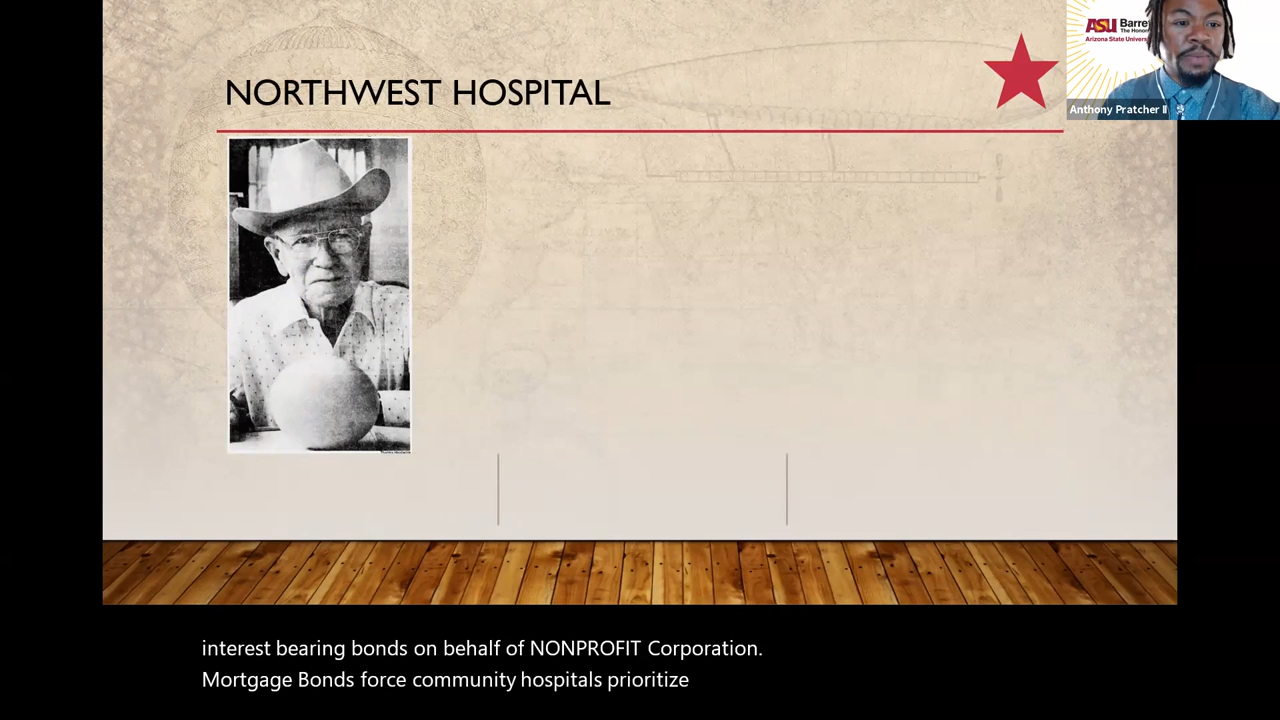 NORTHWEST HOSPITAL
ASU Barre
The Honor
Arizona State Univers
Anthony Pratcher II
interest bearing bonds on behalf of NONPROFIT Corporation.
Mortgage Bonds force community hospitals prioritize